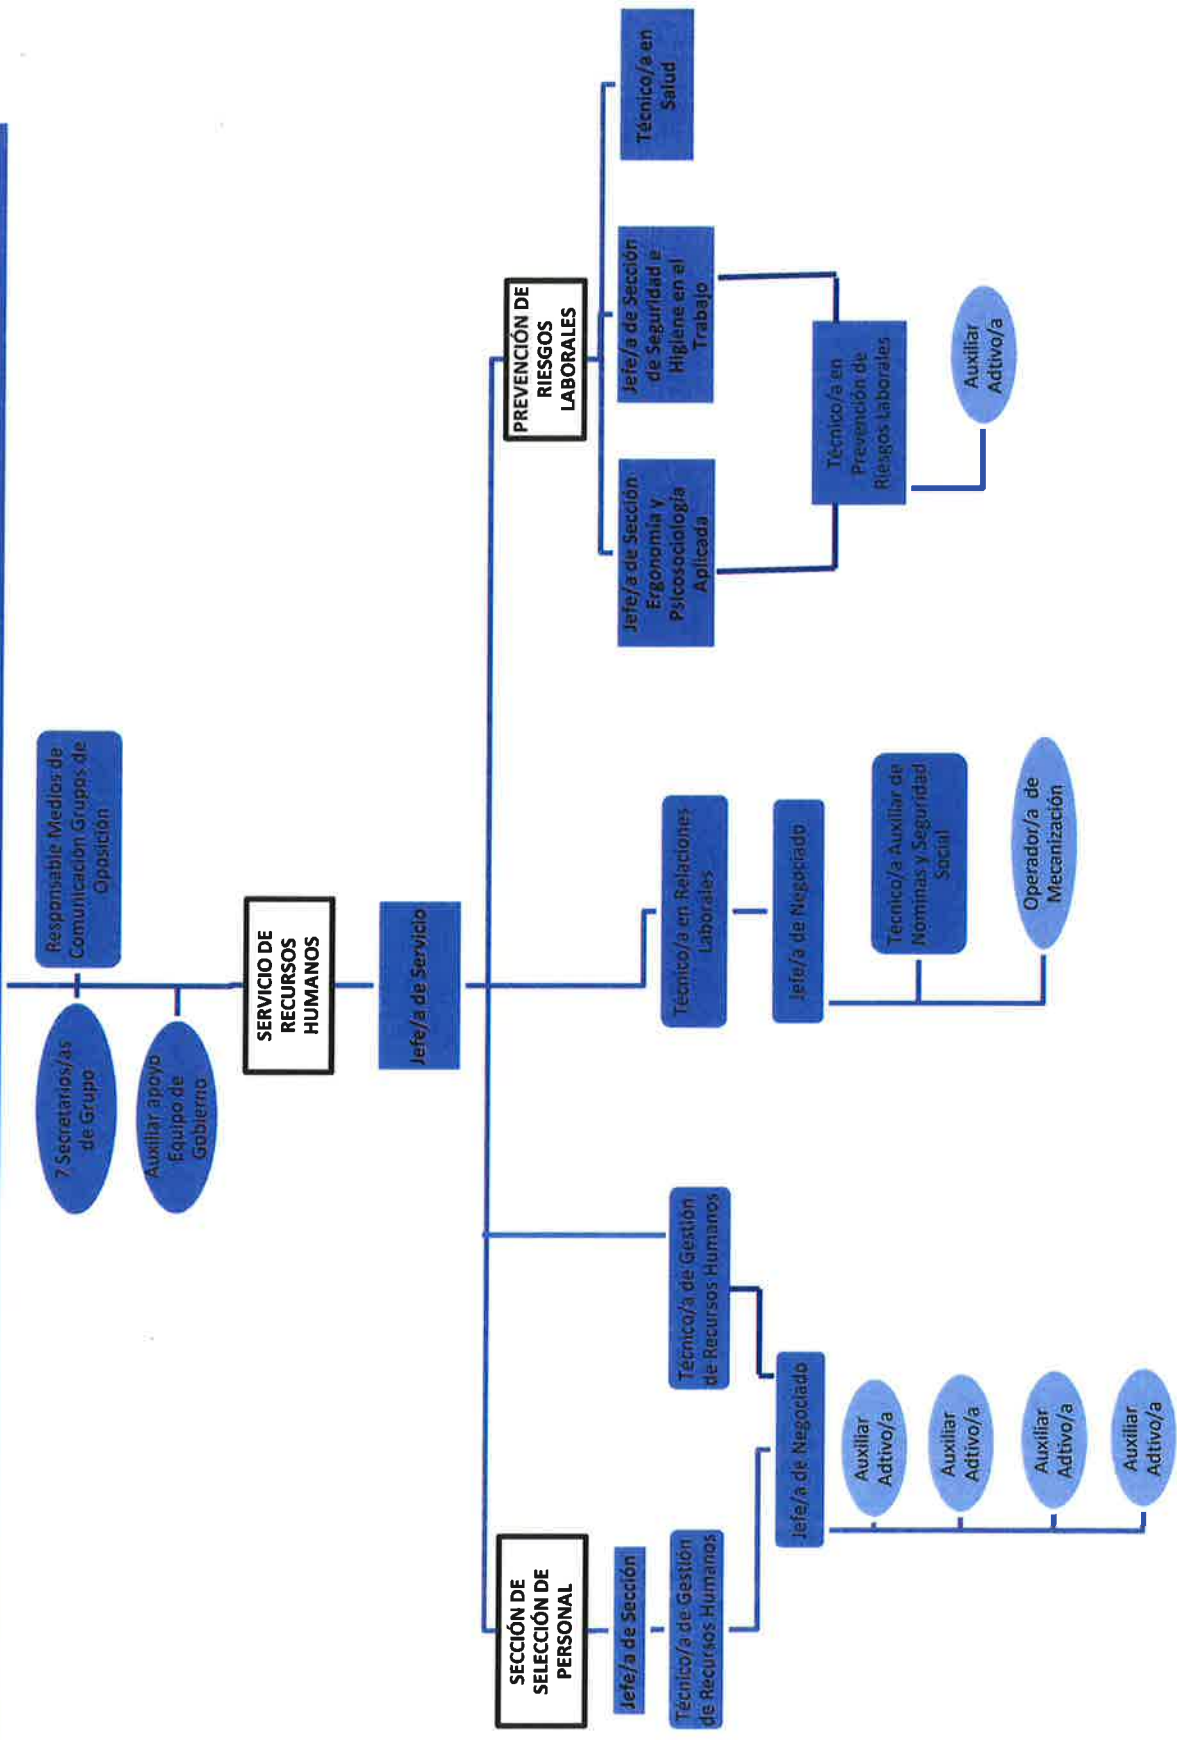 7 Secretarios/as
de Grupo
Responsable Medios de
Comunicación Grupos de
Oposición
Auxiliar apoyo
Equipo de
Gobierno
SERVICIO DE
RECURSOS
HUMANOS
Jefe/a de Servicio
SECCIÓN DE
SELECCIÓN DE
PERSONAL
Jefe/a de Sección
Técnico/a de Gestión
de Recursos Humanos
Técnico/a de Gestión
de Recursos Humanos
Jefe/a de Negociado
Auxiliar
Adtivo/a
Auxiliar
Adtivo/a
Auxiliar
Adtivo/a
Auxiliar
Adtivo/a
Técnico/a en Relaciones
Laborales
Jefe/a de Negociado
Técnico/a Auxiliar de
Nominas y Seguridad
Social
Operador/a de
Mecanización
PREVENCIÓN DE
RIESGOS
LABORALES
Jefe/a de Sección
Ergonomía y
Psicosociología
Aplicada
Jefe/a de Sección
de Seguridad e
Higiene en el
Trabajo
Técnico/a en
Salud
Técnico/a en
Prevención de
Riesgos Laborales
Auxiliar
Adtivo/a